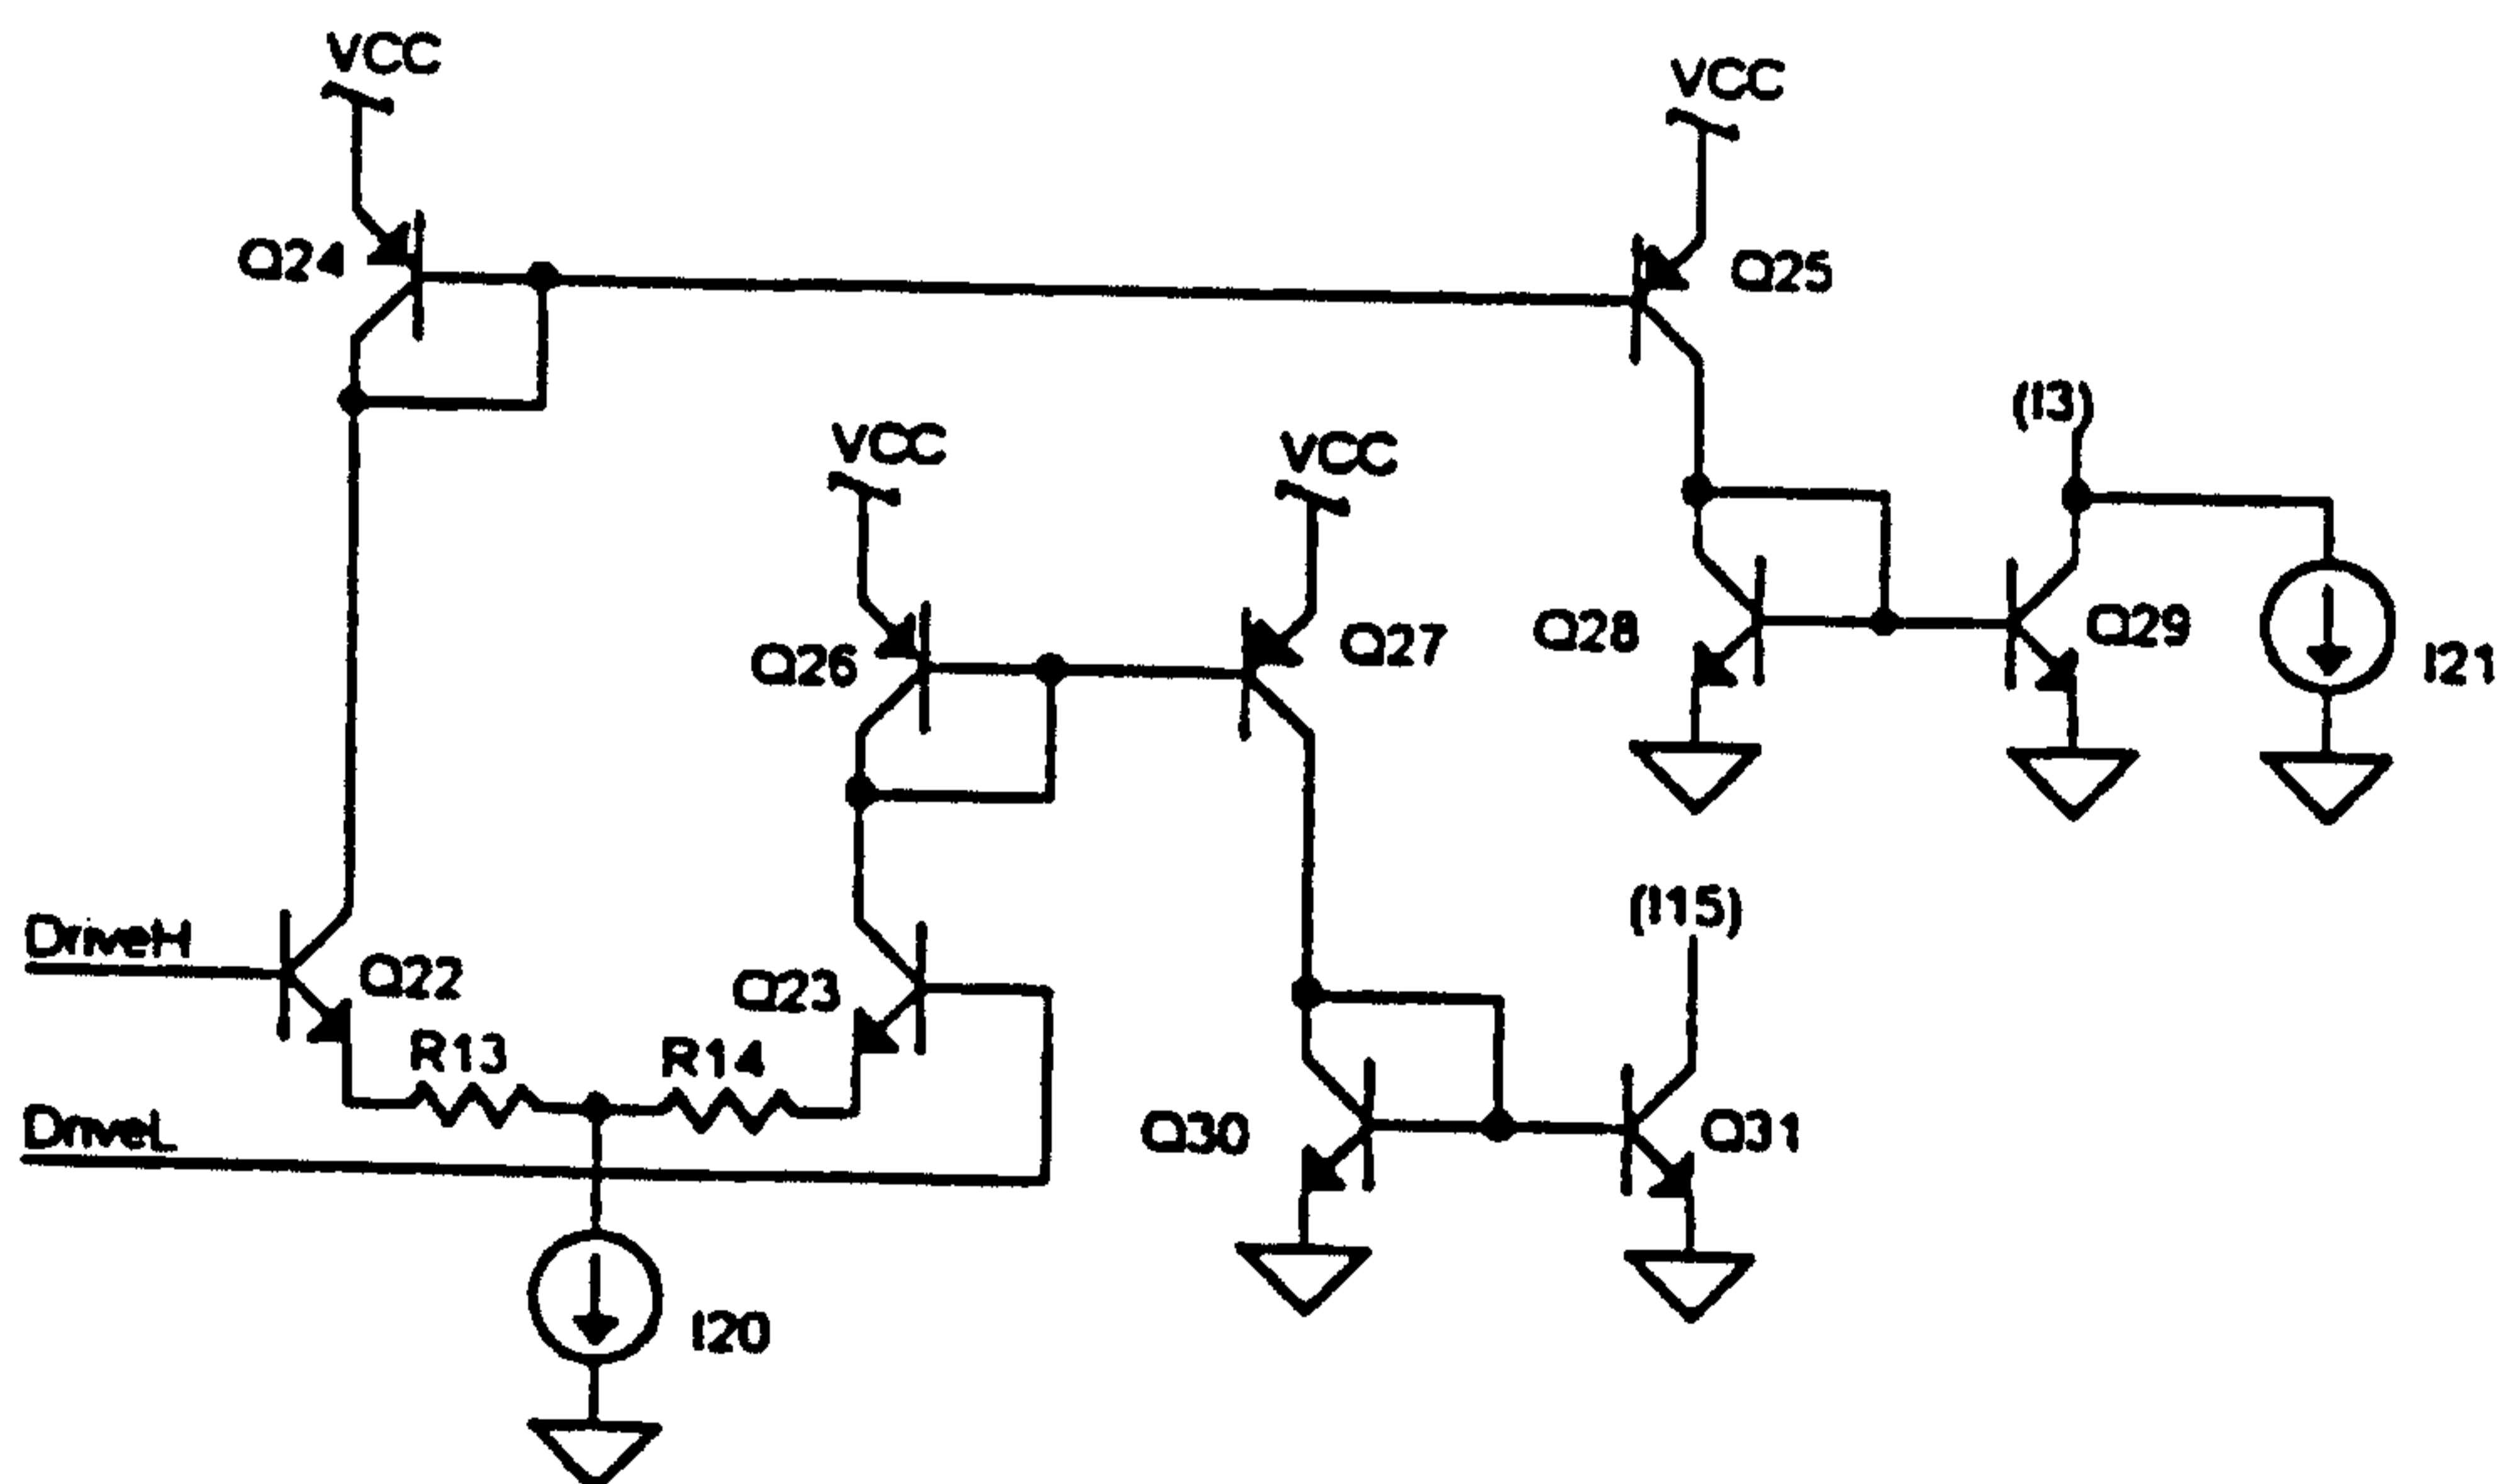 VCC
VCC
Q24
Q25
(I3)
VCC
VCC
Q26
Q27
Q28
Q29
I21
DriveH
Q22
Q23
(I15)
R13
R14
DriveL
Q30
Q31
I20